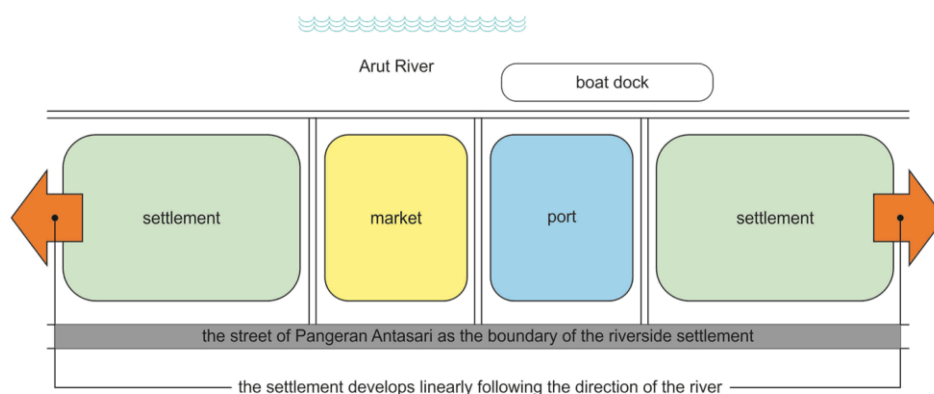 Arut River
boat dock
settlement
market
port
settlement
the street of Pangeran Antasari as the boundary of the riverside settlement
the settlement develops linearly following the direction of the river